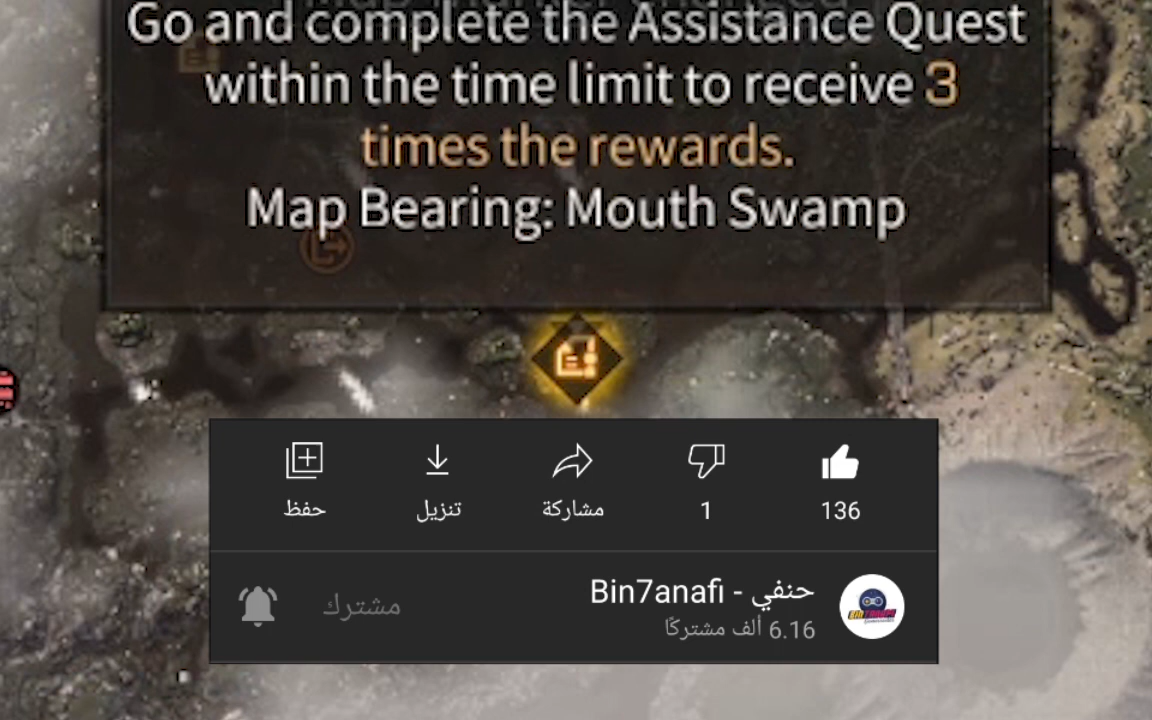 Go and complete the Assistance Quest
within the time limit to receive 3
times the rewards.
Map Bearing: Mouth Swamp
136
1
مشاركة
تنزيل
حفظ
حنفي - Bin7anafi
6.16 ألف مشتركًا
مشترك